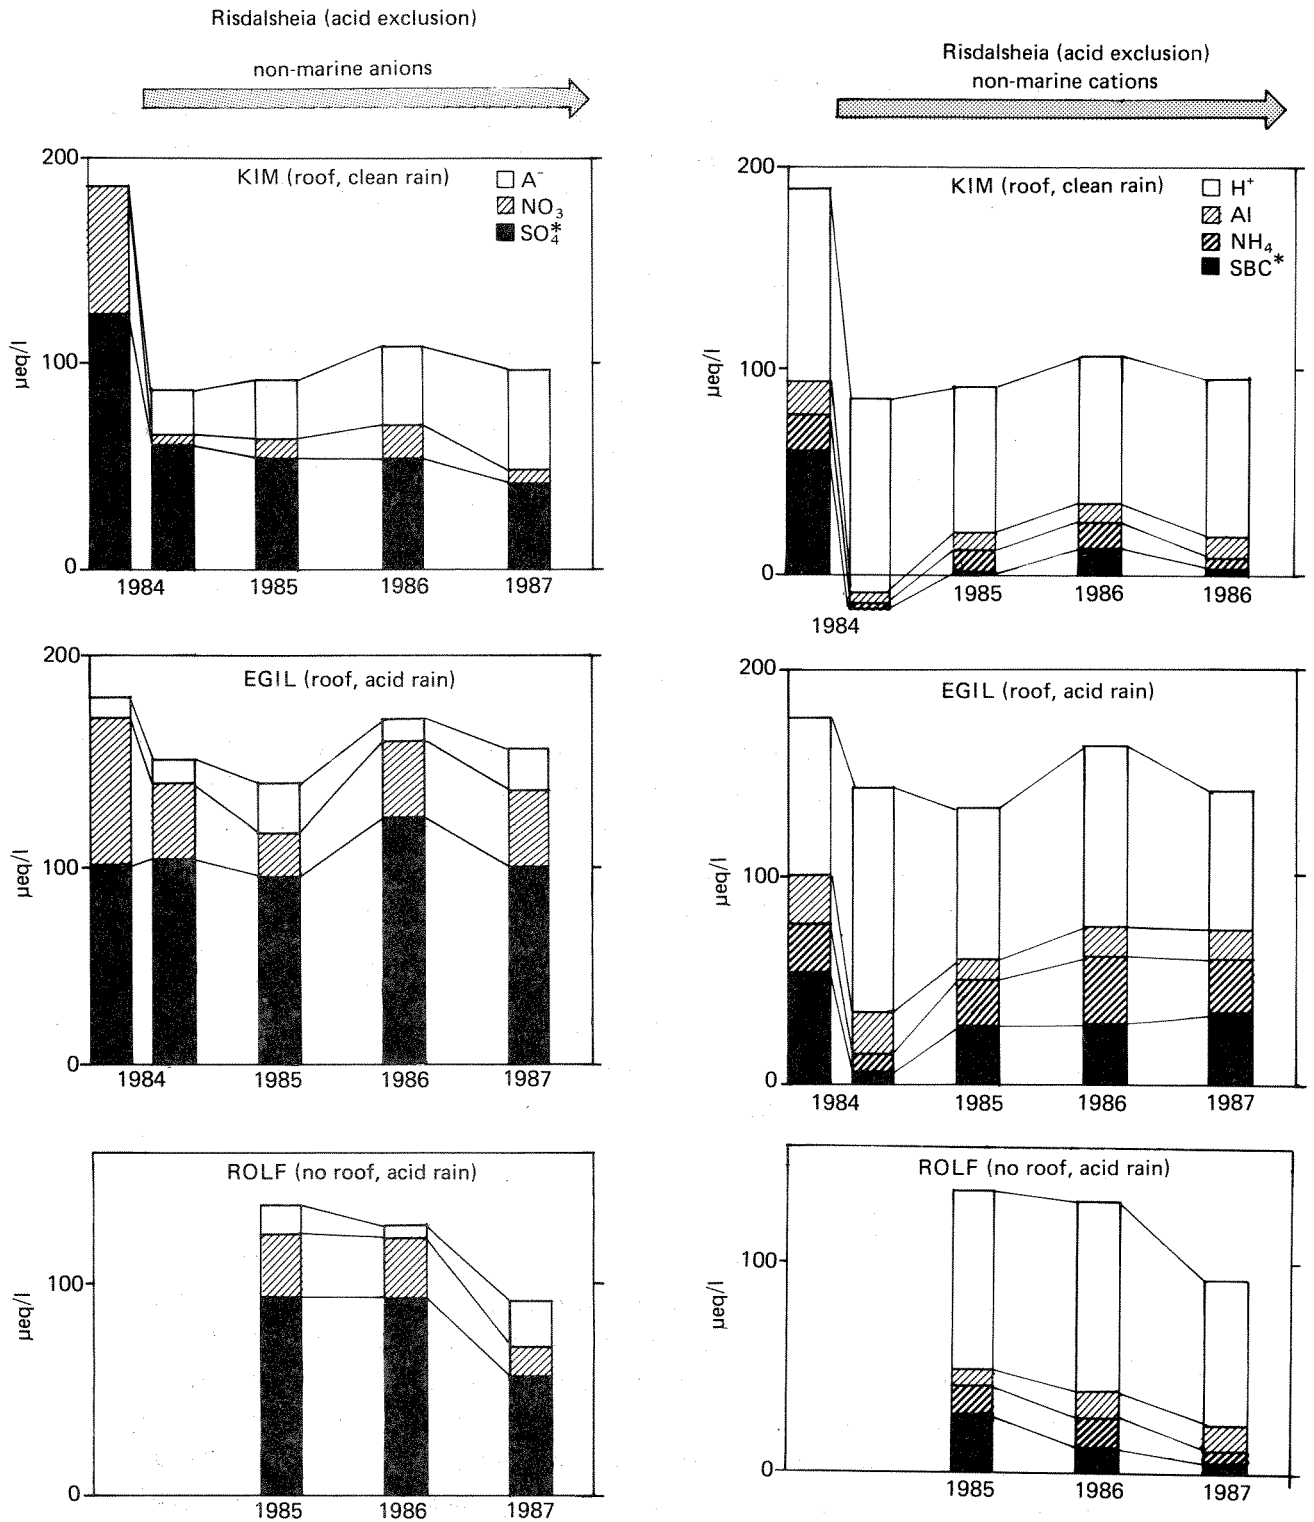 Risdalsheia (acid exclusion)
non-marine anions
200
KIM (roof, clean rain)
A⁻
NO₃
SO₄*
100
µeq/l
0
1984 1985 1986 1987
200
EGIL (roof, acid rain)
100
µeq/l
0
1984 1985 1986 1987
ROLF (no roof, acid rain)
100
µeq/l
0
1985 1986 1987
Risdalsheia (acid exclusion)
non-marine cations
200
KIM (roof, clean rain)
H⁺
Al
NH₄
SBC*
100
µeq/l
0
1985 1986 1986
1984
200
EGIL (roof, acid rain)
100
µeq/l
0
1984 1985 1986 1987
ROLF (no roof, acid rain)
100
µeq/l
0
1985 1986 1987